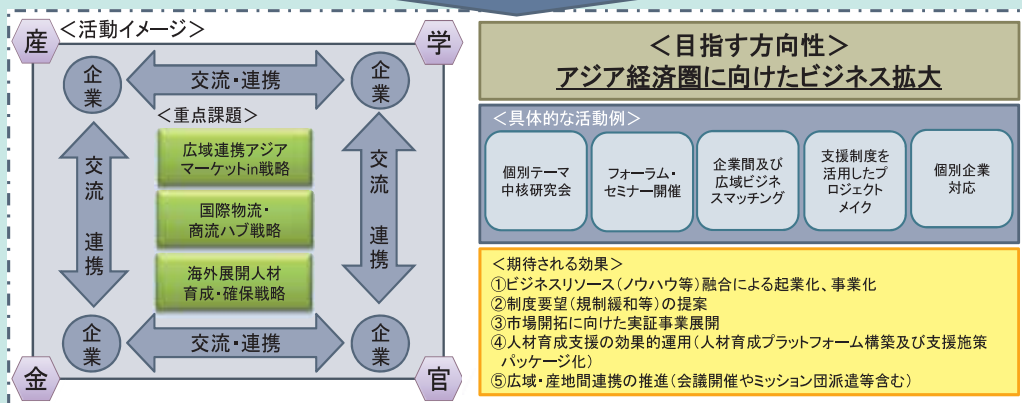 ＜活動イメージ＞
産
学
企業
交流・連携
企業
＜重点課題＞
広域連携アジア
マーケットin戦略
国際物流・
商流ハブ戦略
海外展開人材
育成・確保戦略
交流 連携
交流 連携
企業
交流・連携
企業
金
官
＜目指す方向性＞
アジア経済圏に向けたビジネス拡大
＜具体的な活動例＞
個別テーマ
中核研究会
フォーラム・
セミナー開催
企業間及び
広域ビジネ
スマッチング
支援制度を
活用したプ
ロジェクト
メイク
個別企業
対応
＜期待される効果＞
①ビジネスリソース（ノウハウ等）融合による起業化、事業化
②制度要望（規制緩和等）の提案
③市場開拓に向けた実証事業展開
④人材育成支援の効果的運用（人材育成プラットフォーム構築及び支援施策
パッケージ化）
⑤広域・産地間連携の推進（会議開催やミッション団派遣等含む）